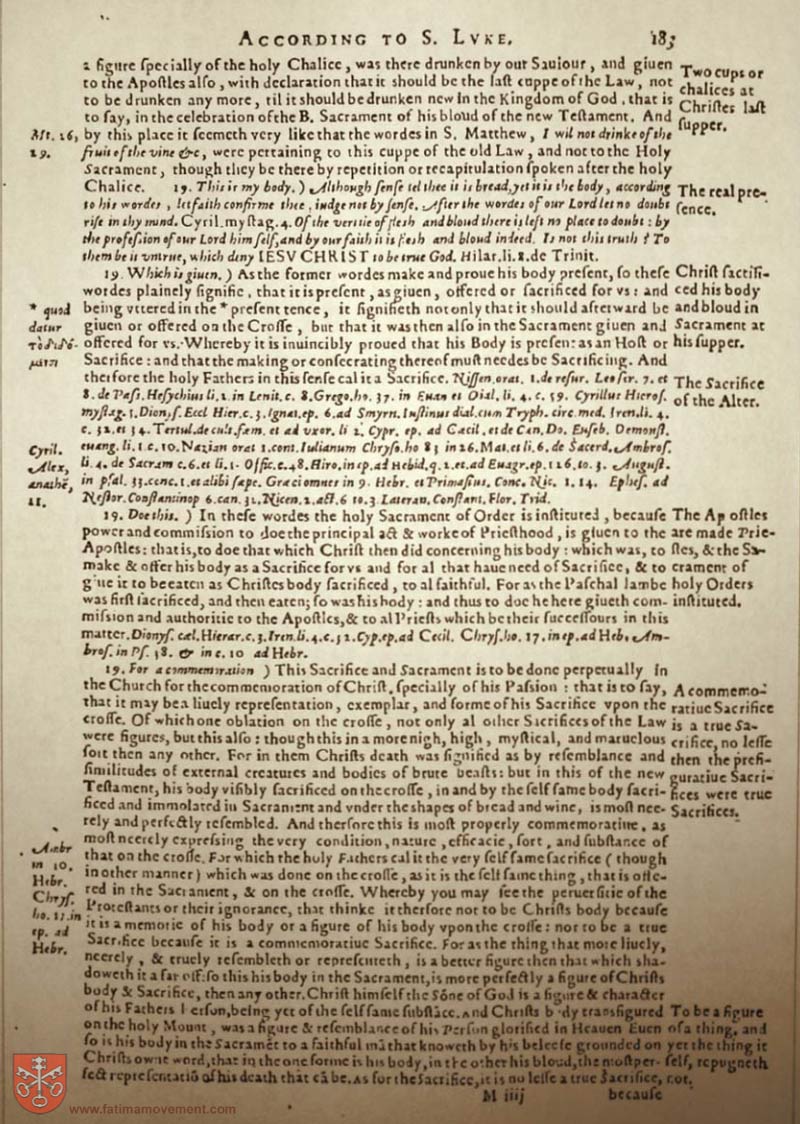 ACCORDING TO S. LVKE. 183
a figure ſpecially of the holy Chalice, was there drunken by our Sauiour, and giuen
to the Apoſtles alſo, with declaration that it should be the laſt cuppe of the Law, not
to be drunken any more, til it should be drunken new in the Kingdom of God, that is
to ſay, in the celebration of the B. Sacrament of his bloud of the new Teſtament. And
by this place it ſeemeth very like that the wordes in S. Matthew, I wil not drinke of the
fruit of the vine &c, were pertaining to this cuppe of the old Law, and not to the Holy
Sacrament, though they be there by repetition or recapitulation ſpoken after the holy
Chalice. 19. This is my body.) Although ſenſe tel thee it is bread, yet it is the body, according
to his wordes, let faith confirme thee, iudge not by ſenſe. After the wordes of our Lord let no doubt
riſe in thy mind. Cyril. myſtag. 4. Of the veritie of flesh and bloud there is left no place to doubt: by
the profeſsion of our Lord him ſelf, and by our faith it is flesh and bloud indeed. Is not this truth? To
them be it vntrue, which deny IESV CHRIST to be true God. Hilar. li. 8. de Trinit.
19. Which is giuen.) As the former wordes make and proue his body preſent, ſo theſe
wordes plainely ſignifie, that it is preſent, as giuen, offered or ſacrificed for vs: and
being vttered in the * preſent tence, it ſignifieth not only that it should afterward be
giuen or offered on the Croſſe, but that it was then alſo in the Sacrament giuen and
offered for vs. Whereby it is inuincibly proued that his Body is preſen: as an Hoſt or
Sacrifice: and that the making or conſecrating thereof muſt needes be Sacrificing. And
therfore the holy Fathers in this ſenſe cal it a Sacrifice. Niſſen. orat. 1. de reſur. Leo ſer. 7. et
8. de Paſſ. Heſychius li. 2. in Leuit. c. 8. Grego. ho. 37. in Euan et Dial. li. 4. c. 59. Cyrillus Hieroſ.
myſtag. 5. Dionyſ. Eccl Hier. c. 3. Ignat. ep. 6. ad Smyrn. Iuſtinus dial. cum Tryph. circ. med. Iren. li. 4.
c. 32. et 34. Tertul. de cult. fæm. et ad vxor. li 2. Cypr. ep. ad Cecil. et de Cæn. Do. Euſeb. Demonſt.
euang. li. 1 c. 10. Nazian orat 1. cont. Iulianum Chryſo. ho 83 in 26. Mat. et li. 6. de Sacerd. Ambroſ.
li. 4. de Sacram c. 6. et li. 1. Offic. c. 48. Hiero. in ep. ad Hebid. q. 2. et. ad Euagr. ep. 126. to. 3. Auguſt.
in pſal. 33. conc. 1. et alibi ſæpe. Græci omnes in 9. Hebr. et Primaſius. Conc. Nic. 1. 14. Epheſ. ad
Neſtor. Conſtantinop 6. can. 32. Nicen. 2. act. 6 to. 3. Lateran. Conſtant. Flor. Trid.
19. Doe this.) In theſe wordes the holy Sacrament of Order is inſtituted, becauſe
power and commiſsion to doe the principal act & worke of Prieſthood, is giuen to the
Apoſtles: that is, to doe that which Chriſt then did concerning his body: which was, to
make & offer his body as a Sacrifice for vs and for al that haue need of Sacrifice, & to
giue it to be eaten as Chriſtes body ſacrificed, to al faithful. For as the Paſchal lambe
was firſt ſacrificed, and then eaten; ſo was his body: and thus to doe he here giueth com-
miſsion and authoritie to the Apoſtles, & to al Prieſts which be their ſucceſſours in this
matter. Dionyſ. cæl. Hierar. c. 3. Iren. li. 4. c. 32. Cyp. ep. ad Cecil. Chryſ. ho. 17. in ep. ad Heb. Am-
broſ. in Pſ. 38. & in c. 10 ad Hebr.
19. For a commemoration) This Sacrifice and Sacrament is to be done perpetually in
the Church for the commemoration of Chriſt, ſpecially of his Paſsion: that is to ſay,
that it may be a liuely repreſentation, exemplar, and forme of his Sacrifice vpon the
croſſe. Of which one oblation on the croſſe, not only al other Sacrifices of the Law
were figures, but this alſo: though this in a more nigh, high, myſtical, and maruelous
ſort then any other. For in them Chriſts death was ſignified as by reſemblance and
ſimilitudes of external creatures and bodies of brute beaſts: but in this of the new
Teſtament, his body viſibly ſacrificed on the croſſe, in and by the ſelf ſame body ſacri-
ficed and immolated in Sacrament and vnder the shapes of bread and wine, is moſt nee-
rely and perfectly reſembled. And therfore this is moſt properly commemoratiue, as
moſt neerely expreſsing the very condition, nature, efficacie, ſort, and ſubſtance of
that on the croſſe. For which the holy Fathers cal it the very ſelf ſame ſacrifice (though
in other manner) which was done on the croſſe, as it is the ſelf ſame thing, that is offe-
red in the Sacrament, & on the croſſe. Whereby you may ſee the peruerſitie of the
Proteſtants or their ignorance, that thinke it therfore not to be Chriſts body becauſe
it is a memorie of his body or a figure of his body vpon the croſſe: nor to be a true
Sacrifice becauſe it is a commemoratiue Sacrifice. For as the thing that more liuely,
neerely, & truely reſembleth or repreſenteth, is a better figure then that which sha-
doweth it a far off: ſo this his body in the Sacrament, is more perfectly a figure of Chriſts
body & Sacrifice, then any other. Chriſt himſelf the Sōne of God is a figure & character
of his Fathers Perſon, being yet of the ſelf ſame ſubſtāce. And Chriſts body transfigured
on the holy Mount, was a figure & reſemblance of his Perſon glorified in Heauen Euen
ſo is his body in the Sacramēt to a faithful mā that knoweth by his beleefe grounded on
Chriſts owne word, that in the one forme is his body, in the other his bloud, the moſt per-
fect repreſentatiō of his death that cā be. As for the Sacrifice, it is no leſſe a true Sacrifice,
M iiij becauſe
Mt. 26,
29.
* quod
datur
τὸ διδό-
μενον
Cyril.
Alex,
anathē,
11.
Ambr
in 10.
Hebr.
Chryſ.
ho. 17. in
ep. ad
Hebr.
Two cups or
chalices at
Chriſtes laſt
ſupper.
The real pre-
ſence.
Chriſt ſacrifi-
ced his body
and bloud in
Sacrament at
his ſupper.
The Sacrifice
of the Alter.
The Apoſtles
are made Prie-
ſtes, & the Sa-
crament of
holy Orders
inſtituted.
A commemo-
ratiue Sacrifice
is a true Sa-
crifice, no leſſe
then the prefi-
guratiue Sacri-
fices were true
Sacrifices.
To be a figure
of a thing, and
yet the thing it
ſelf, repugneth
not.
www.fatimamovement.com